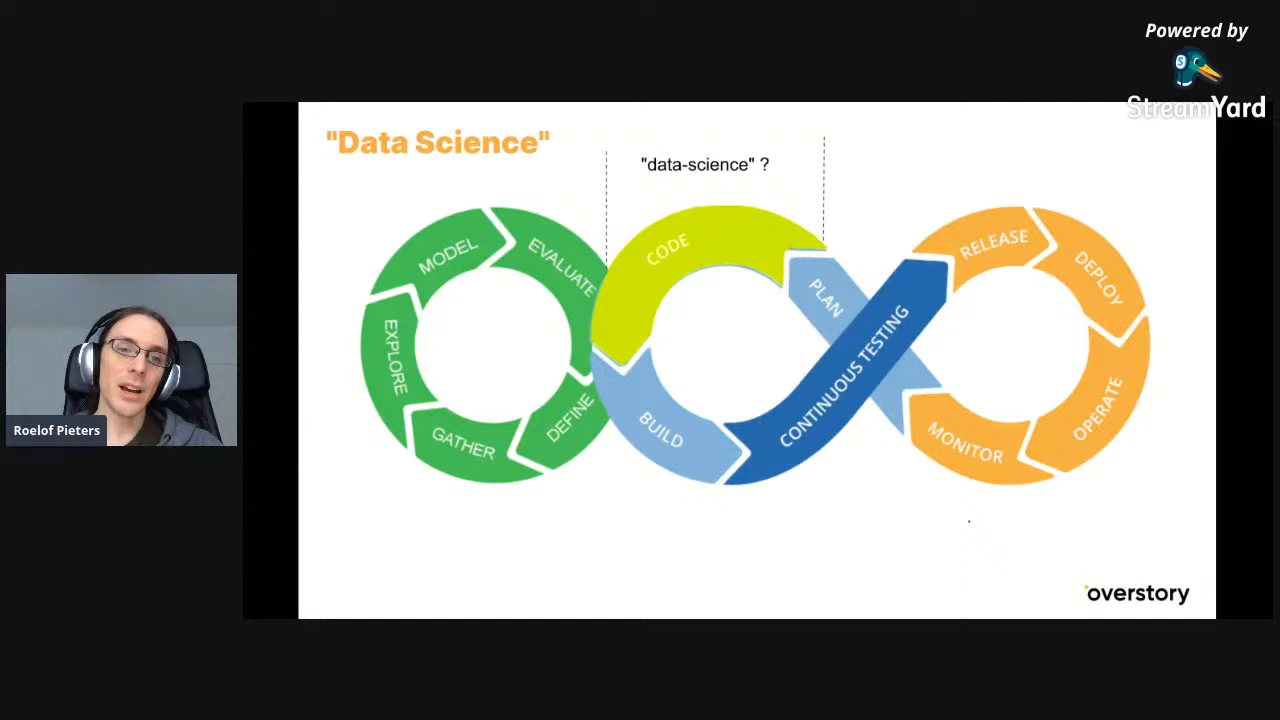 Powered by
StreamYard
"Data Science"
"data-science" ?
MODEL
EVALUATE
EXPLORE
GATHER
DEFINE
CODE
PLAN
BUILD
CONTINUOUS TESTING
RELEASE
DEPLOY
OPERATE
MONITOR
Roelof Pieters
overstory